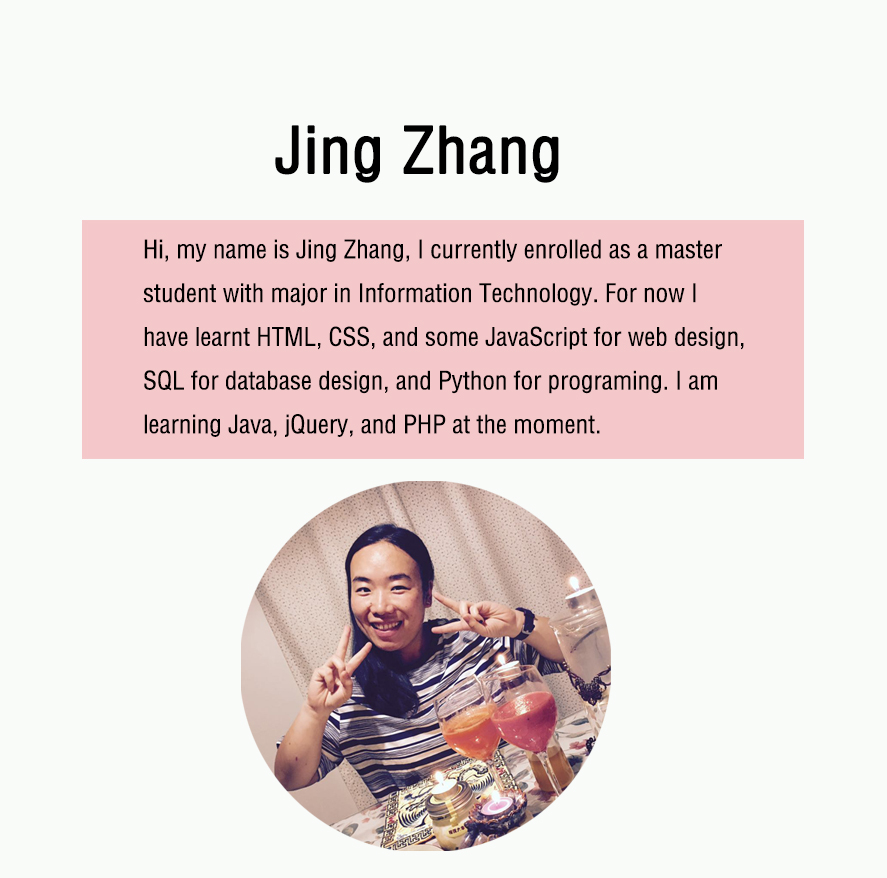 Jing Zhang
Hi, my name is Jing Zhang, I currently enrolled as a master
student with major in Information Technology. For now I
have learnt HTML, CSS, and some JavaScript for web design,
SQL for database design, and Python for programing. I am
learning Java, jQuery, and PHP at the moment.